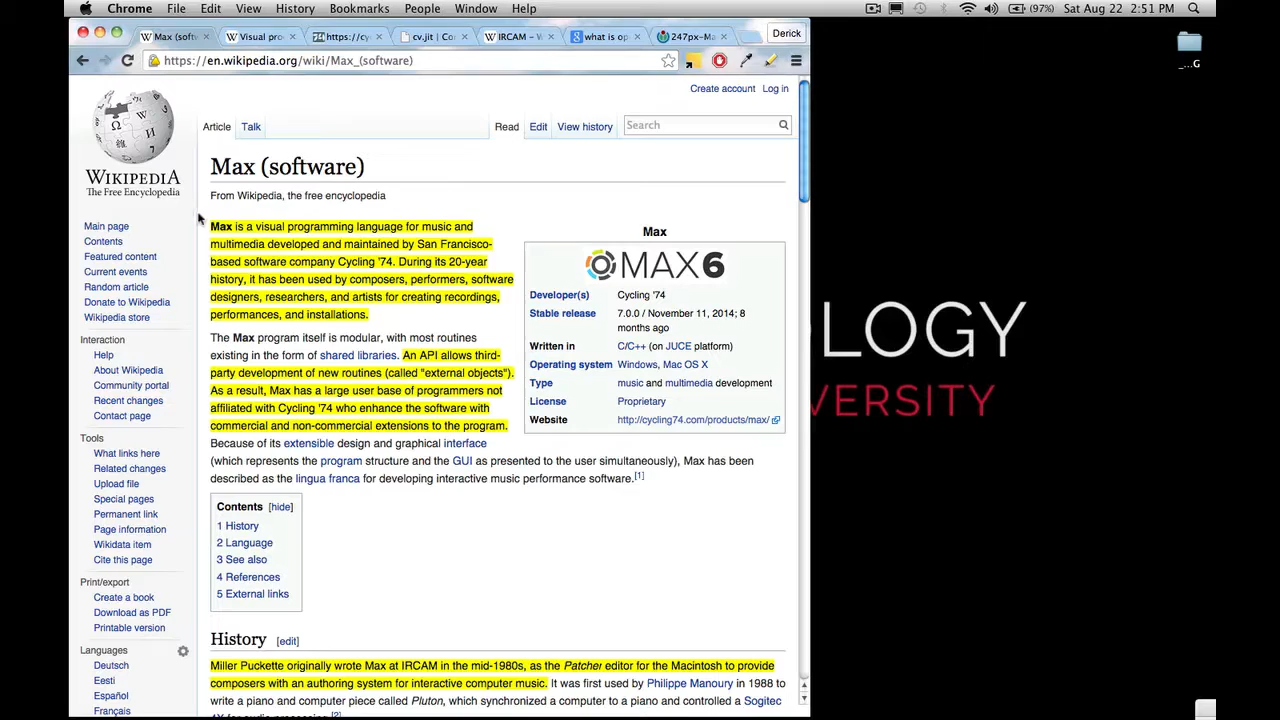 Chrome File Edit View History Bookmarks People Window Help (97%) Sat Aug 22 2:51 PM
Max (softw Visual pro https://cy cv.jit | Co IRCAM – W what is op 247px-Ma Derick
https://en.wikipedia.org/wiki/Max_(software)
_...G
Create account Log in
Article Talk Read Edit View history Search
WIKIPEDIA
The Free Encyclopedia
Main page
Contents
Featured content
Current events
Random article
Donate to Wikipedia
Wikipedia store
Interaction
Help
About Wikipedia
Community portal
Recent changes
Contact page
Tools
What links here
Related changes
Upload file
Special pages
Permanent link
Page information
Wikidata item
Cite this page
Print/export
Create a book
Download as PDF
Printable version
Languages
Deutsch
Eesti
Español
Français
Max (software)
From Wikipedia, the free encyclopedia
Max is a visual programming language for music and
multimedia developed and maintained by San Francisco-
based software company Cycling '74. During its 20-year
history, it has been used by composers, performers, software
designers, researchers, and artists for creating recordings,
performances, and installations.
The Max program itself is modular, with most routines
existing in the form of shared libraries. An API allows third-
party development of new routines (called "external objects").
As a result, Max has a large user base of programmers not
affiliated with Cycling '74 who enhance the software with
commercial and non-commercial extensions to the program.
Because of its extensible design and graphical interface
(which represents the program structure and the GUI as presented to the user simultaneously), Max has been
described as the lingua franca for developing interactive music performance software.[1]
Max
MAX6
Developer(s) Cycling '74
Stable release 7.0.0 / November 11, 2014; 8
months ago
Written in C/C++ (on JUCE platform)
Operating system Windows, Mac OS X
Type music and multimedia development
License Proprietary
Website http://cycling74.com/products/max/
Contents [hide]
1 History
2 Language
3 See also
4 References
5 External links
History [edit]
Miller Puckette originally wrote Max at IRCAM in the mid-1980s, as the Patcher editor for the Macintosh to provide
composers with an authoring system for interactive computer music. It was first used by Philippe Manoury in 1988 to
write a piano and computer piece called Pluton, which synchronized a computer to a piano and controlled a Sogitec
4X for audio processing.[2]
OLOGY
VERSITY